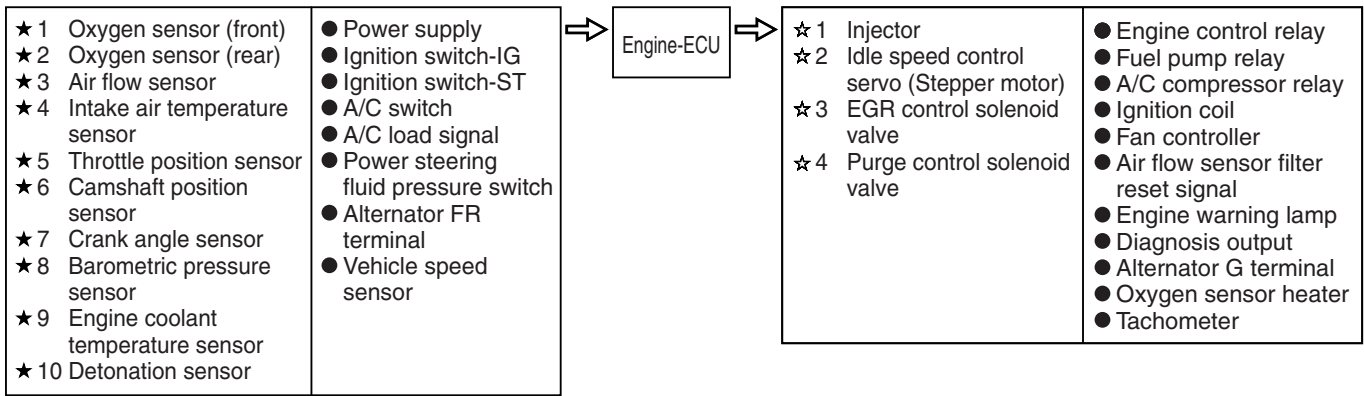 ★1 Oxygen sensor (front)
★2 Oxygen sensor (rear)
★3 Air flow sensor
★4 Intake air temperature
sensor
★5 Throttle position sensor
★6 Camshaft position
sensor
★7 Crank angle sensor
★8 Barometric pressure
sensor
★9 Engine coolant
temperature sensor
★10 Detonation sensor
● Power supply
● Ignition switch-IG
● Ignition switch-ST
● A/C switch
● A/C load signal
● Power steering
fluid pressure switch
● Alternator FR
terminal
● Vehicle speed
sensor
Engine-ECU
☆1 Injector
☆2 Idle speed control
servo (Stepper motor)
☆3 EGR control solenoid
valve
☆4 Purge control solenoid
valve
● Engine control relay
● Fuel pump relay
● A/C compressor relay
● Ignition coil
● Fan controller
● Air flow sensor filter
reset signal
● Engine warning lamp
● Diagnosis output
● Alternator G terminal
● Oxygen sensor heater
● Tachometer